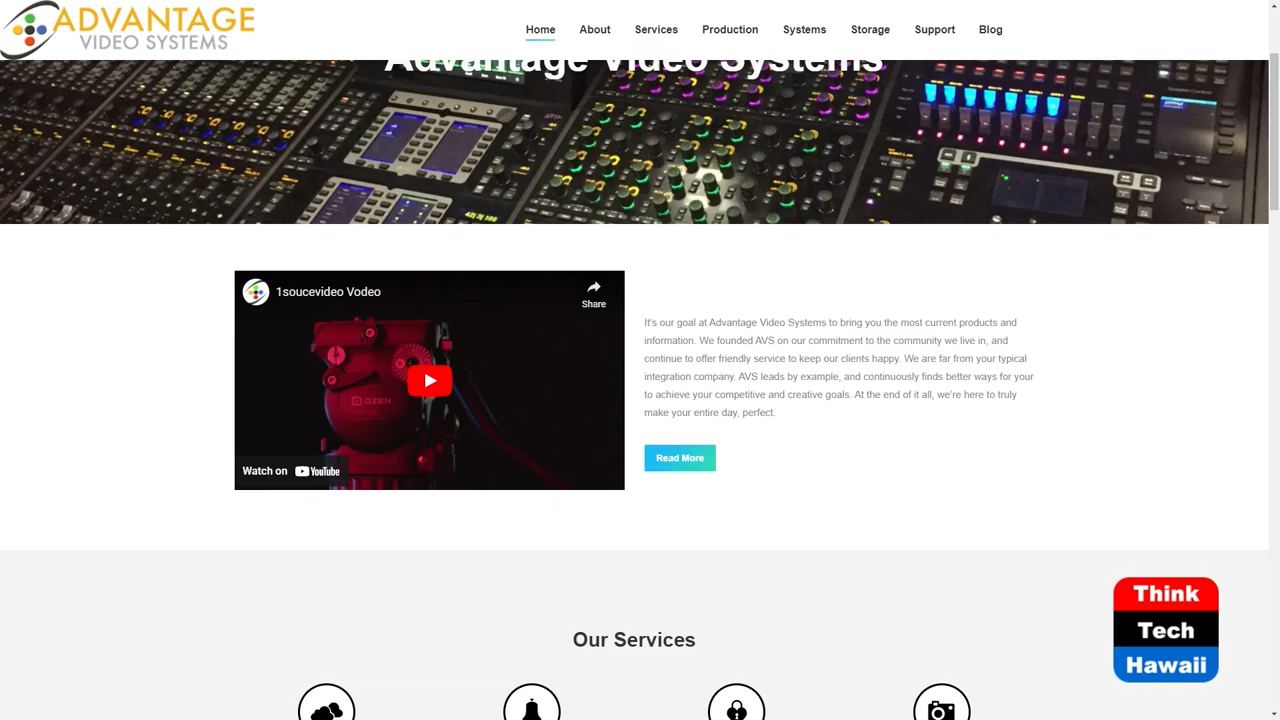 ADVANTAGE
VIDEO SYSTEMS
Home About Services Production Systems Storage Support Blog
Advantage Video Systems
1soucevideo Vodeo
Share
OZEN
Watch on YouTube
It's our goal at Advantage Video Systems to bring you the most current products and
information. We founded AVS on our commitment to the community we live in, and
continue to offer friendly service to keep our clients happy. We are far from your typical
integration company. AVS leads by example, and continuously finds better ways for your
to achieve your competitive and creative goals. At the end of it all, we're here to truly
make your entire day, perfect.
Read More
Our Services
Think
Tech
Hawaii